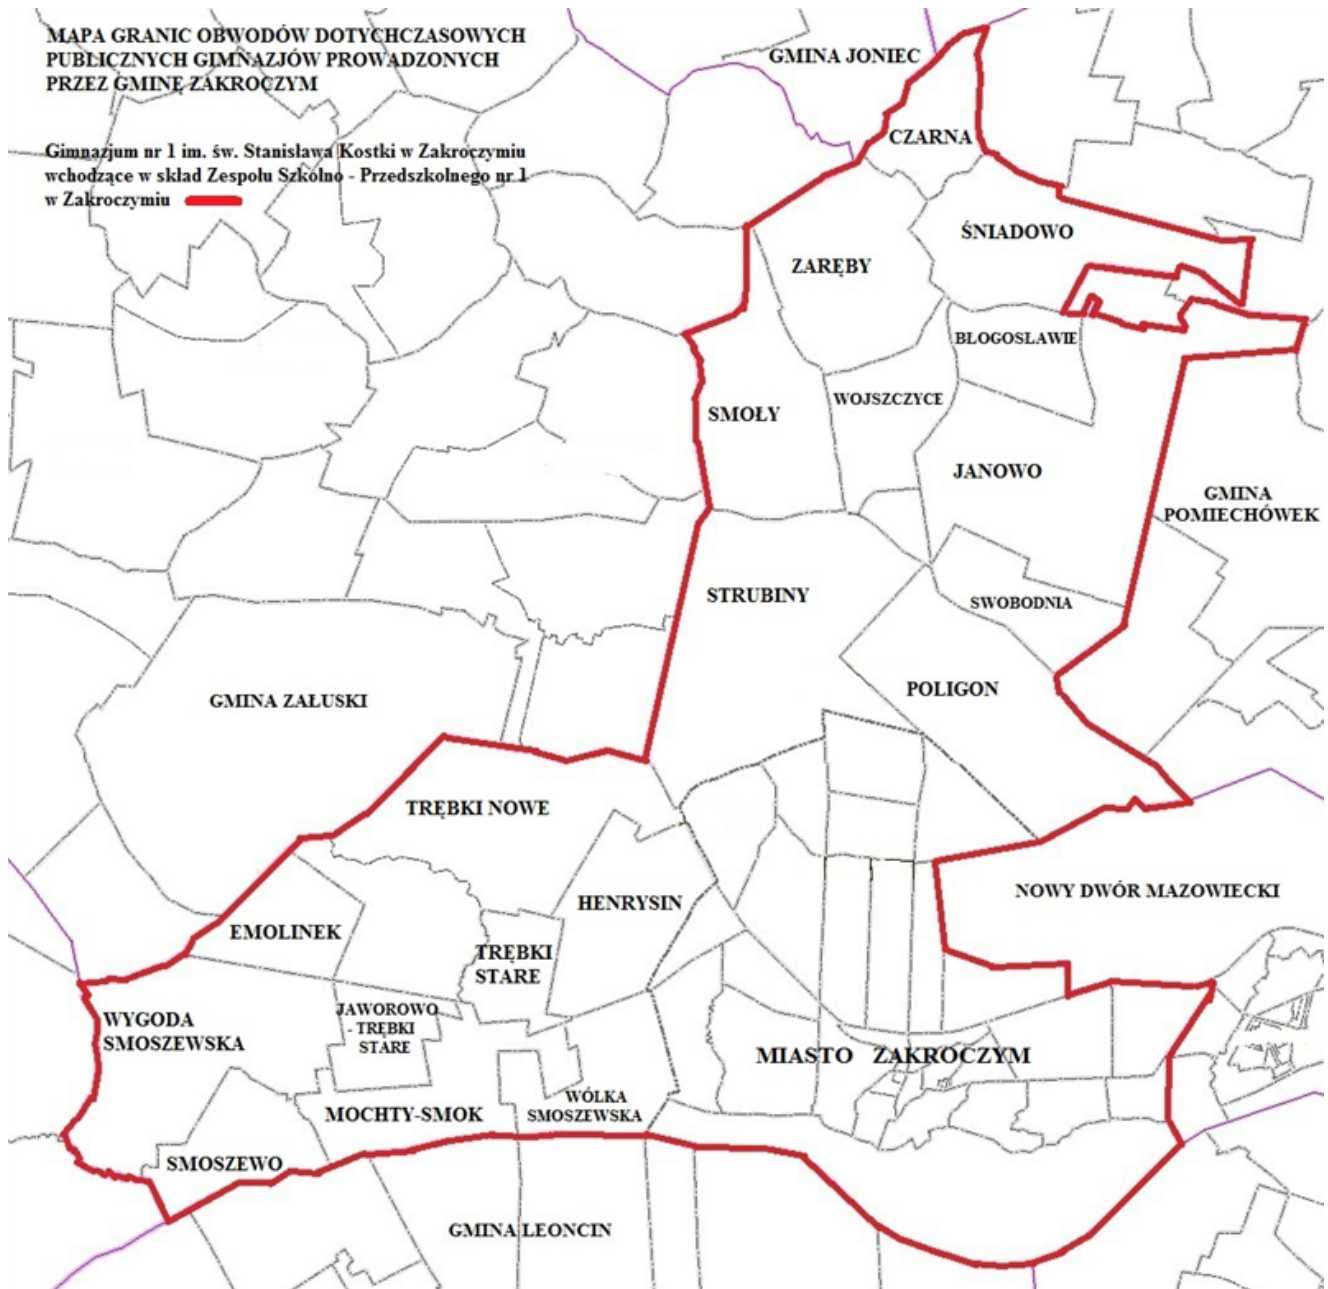 MAPA GRANIC OBWODÓW DOTYCHCZASOWYCH
PUBLICZNYCH GIMNAZJÓW PROWADZONYCH
PRZEZ GMINĘ ZAKROCZYM
Gimnazjum nr 1 im. św. Stanisława Kostki w Zakroczymiu
wchodzące w skład Zespołu Szkolno - Przedszkolnego nr 1
w Zakroczymiu
GMINA JONIEC
CZARNA
ŚNIADOWO
ZARĘBY
BŁOGOSŁAWIE
WOJSZCZYCE
SMOŁY
JANOWO
GMINA
POMIECHÓWEK
STRUBINY
SWOBODNIA
POLIGON
GMINA ZAŁUSKI
TRĘBKI NOWE
NOWY DWÓR MAZOWIECKI
HENRYSIN
EMOLINEK
TRĘBKI
STARE
WYGODA
SMOSZEWSKA
JAWOROWO
- TRĘBKI
STARE
MIASTO ZAKROCZYM
WÓLKA
SMOSZEWSKA
MOCHTY-SMOK
SMOSZEWO
GMINA LEONCIN